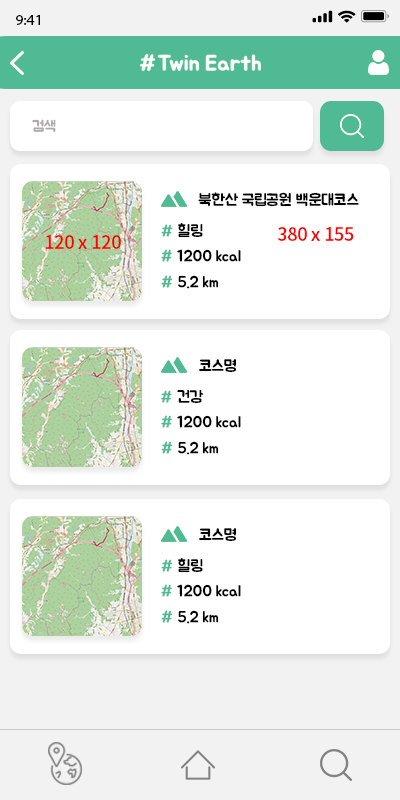 9:41
#Twin Earth
검색
120 x 120
북한산 국립공원 백운대코스
# 힐링
380 x 155
# 1200 kcal
# 5.2 km
코스명
# 건강
# 1200 kcal
# 5.2 km
코스명
# 힐링
# 1200 kcal
# 5.2 km